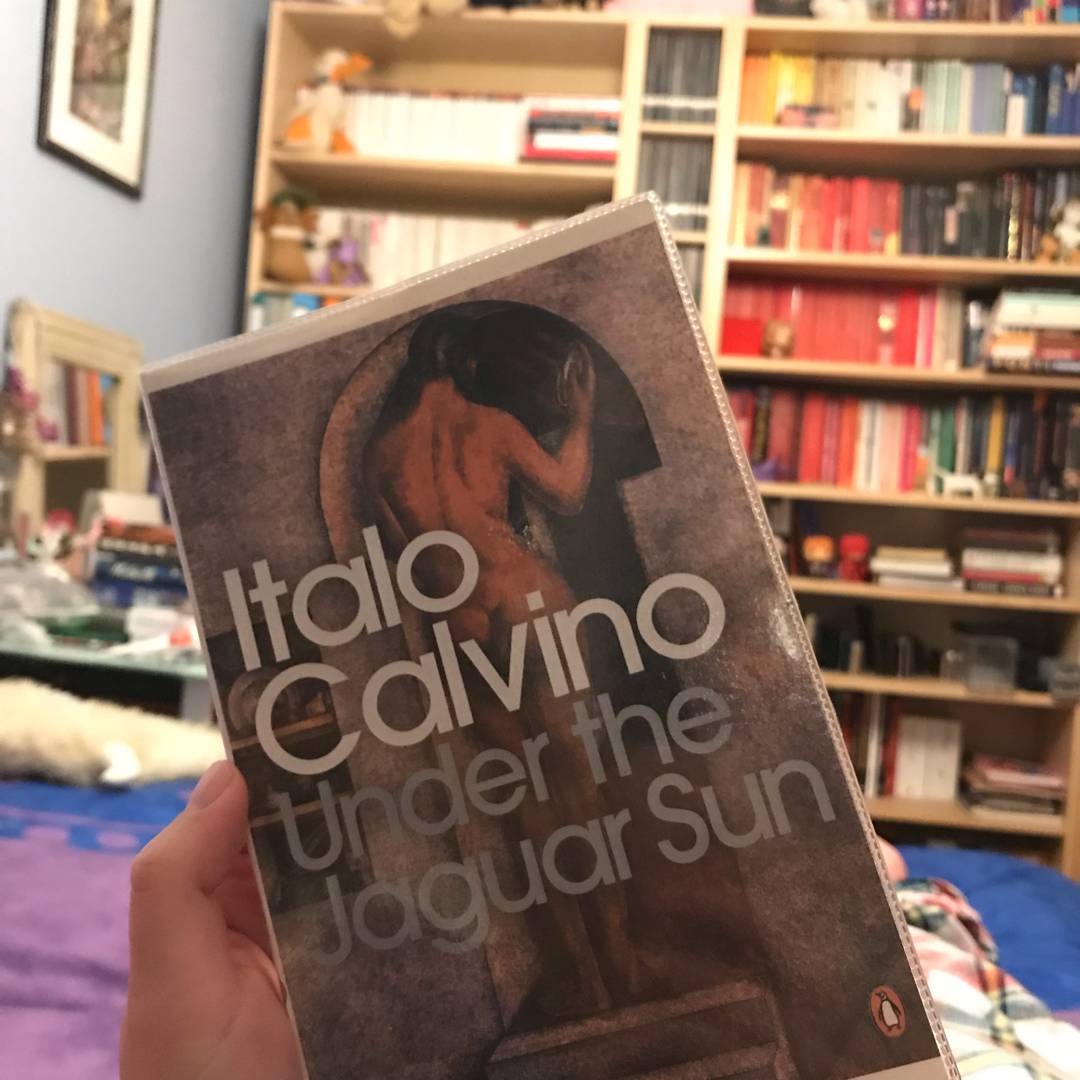 Italo
Calvino
Under the
Jaguar Sun